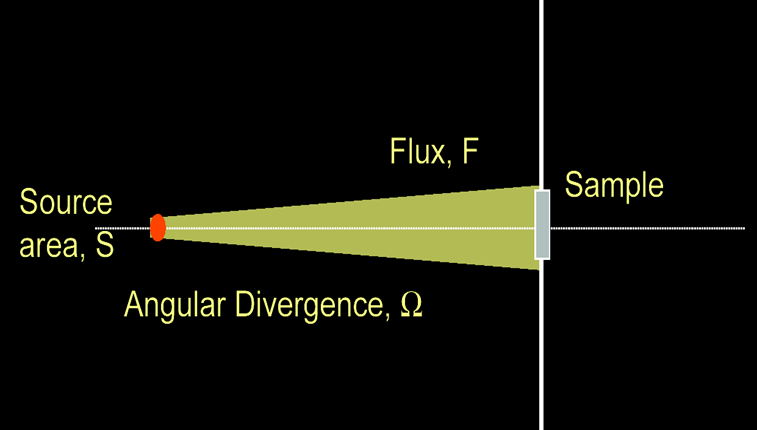 Flux, F
Sample
Source
area, S
Angular Divergence, Ω